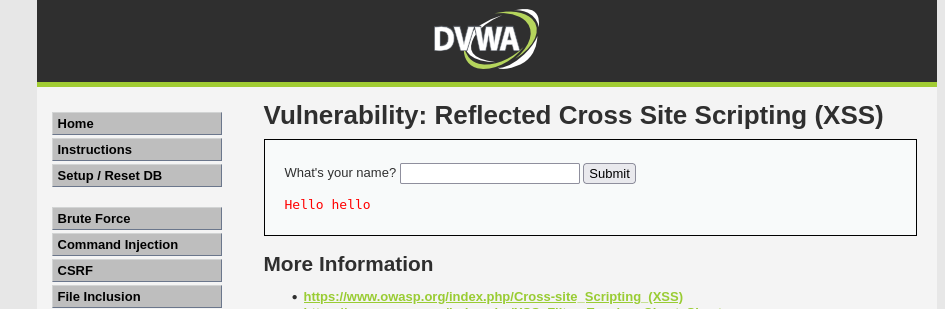 DVWA
Home
Instructions
Setup / Reset DB
Brute Force
Command Injection
CSRF
File Inclusion
Vulnerability: Reflected Cross Site Scripting (XSS)
What's your name? Submit
Hello hello
More Information
https://www.owasp.org/index.php/Cross-site_Scripting_(XSS)